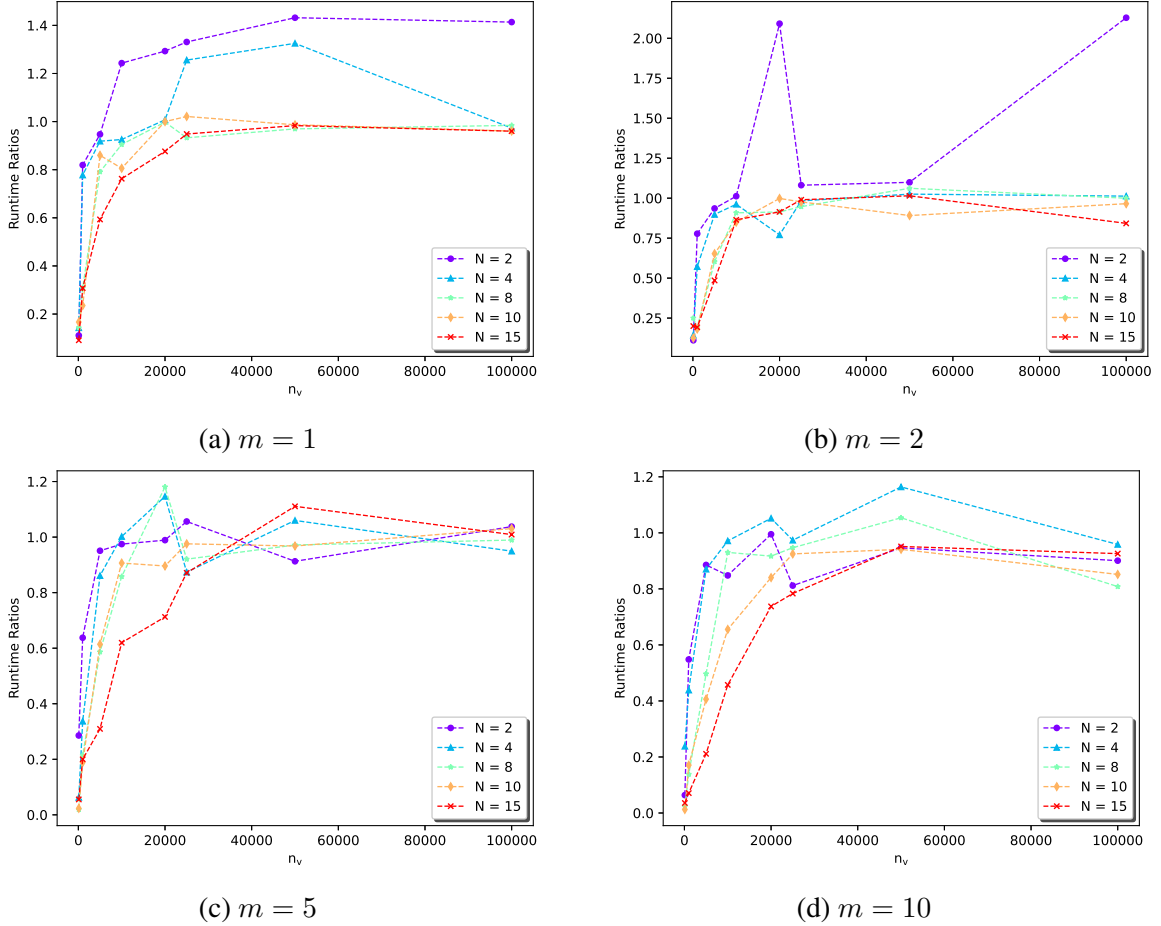 1.4
1.2
1.0
0.8
0.6
0.4
0.2
Runtime Ratios
0 20000 40000 60000 80000 100000
n_v
N = 2
N = 4
N = 8
N = 10
N = 15
(a) m = 1
2.00
1.75
1.50
1.25
1.00
0.75
0.50
0.25
Runtime Ratios
0 20000 40000 60000 80000 100000
n_v
N = 2
N = 4
N = 8
N = 10
N = 15
(b) m = 2
1.2
1.0
0.8
0.6
0.4
0.2
0.0
Runtime Ratios
0 20000 40000 60000 80000 100000
n_v
N = 2
N = 4
N = 8
N = 10
N = 15
(c) m = 5
1.2
1.0
0.8
0.6
0.4
0.2
0.0
Runtime Ratios
0 20000 40000 60000 80000 100000
n_v
N = 2
N = 4
N = 8
N = 10
N = 15
(d) m = 10